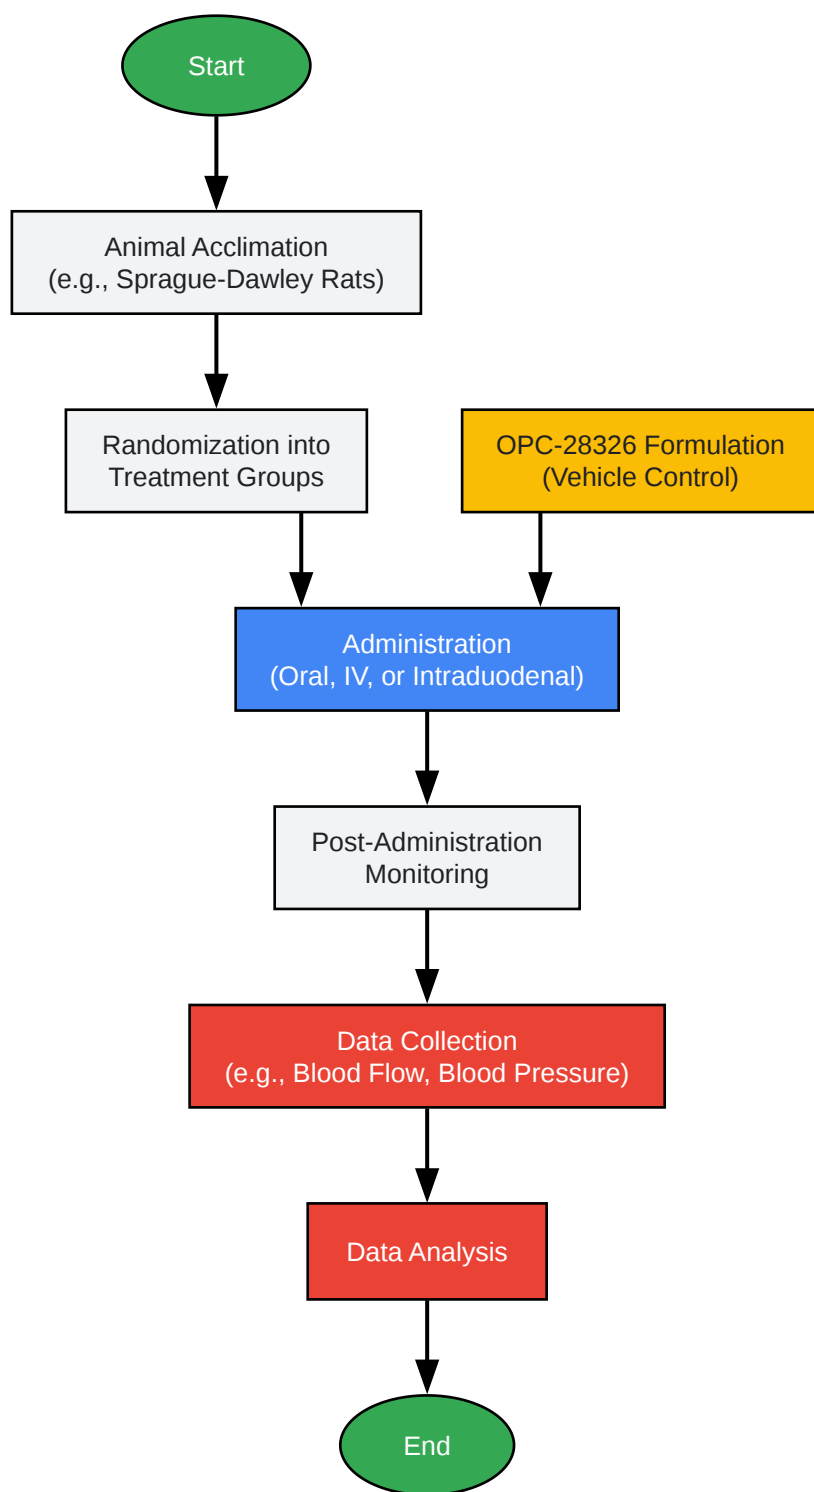 Start
Animal Acclimation
(e.g., Sprague-Dawley Rats)
Randomization into
Treatment Groups
OPC-28326 Formulation
(Vehicle Control)
Administration
(Oral, IV, or Intraduodenal)
Post-Administration
Monitoring
Data Collection
(e.g., Blood Flow, Blood Pressure)
Data Analysis
End